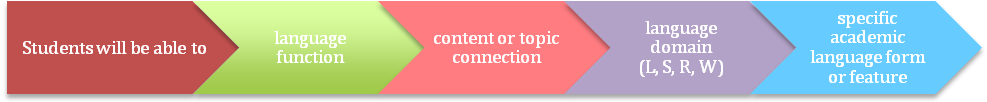 Students will be able to
language
function
content or topic
connection
language
domain
(L, S, R, W)
specific
academic
language form
or feature